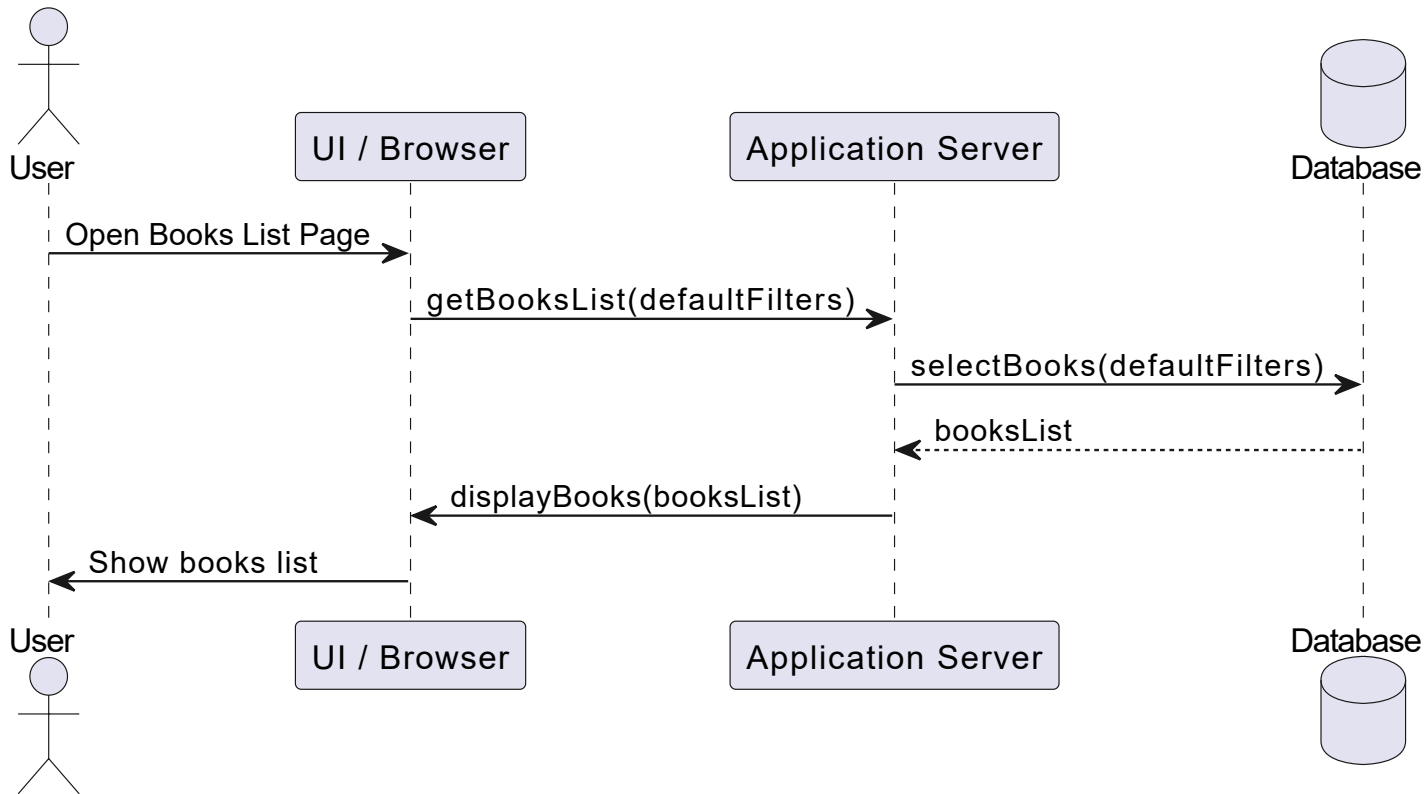 User
UI / Browser
Application Server
Database
Open Books List Page
getBooksList(defaultFilters)
selectBooks(defaultFilters)
booksList
displayBooks(booksList)
Show books list
User
UI / Browser
Application Server
Database